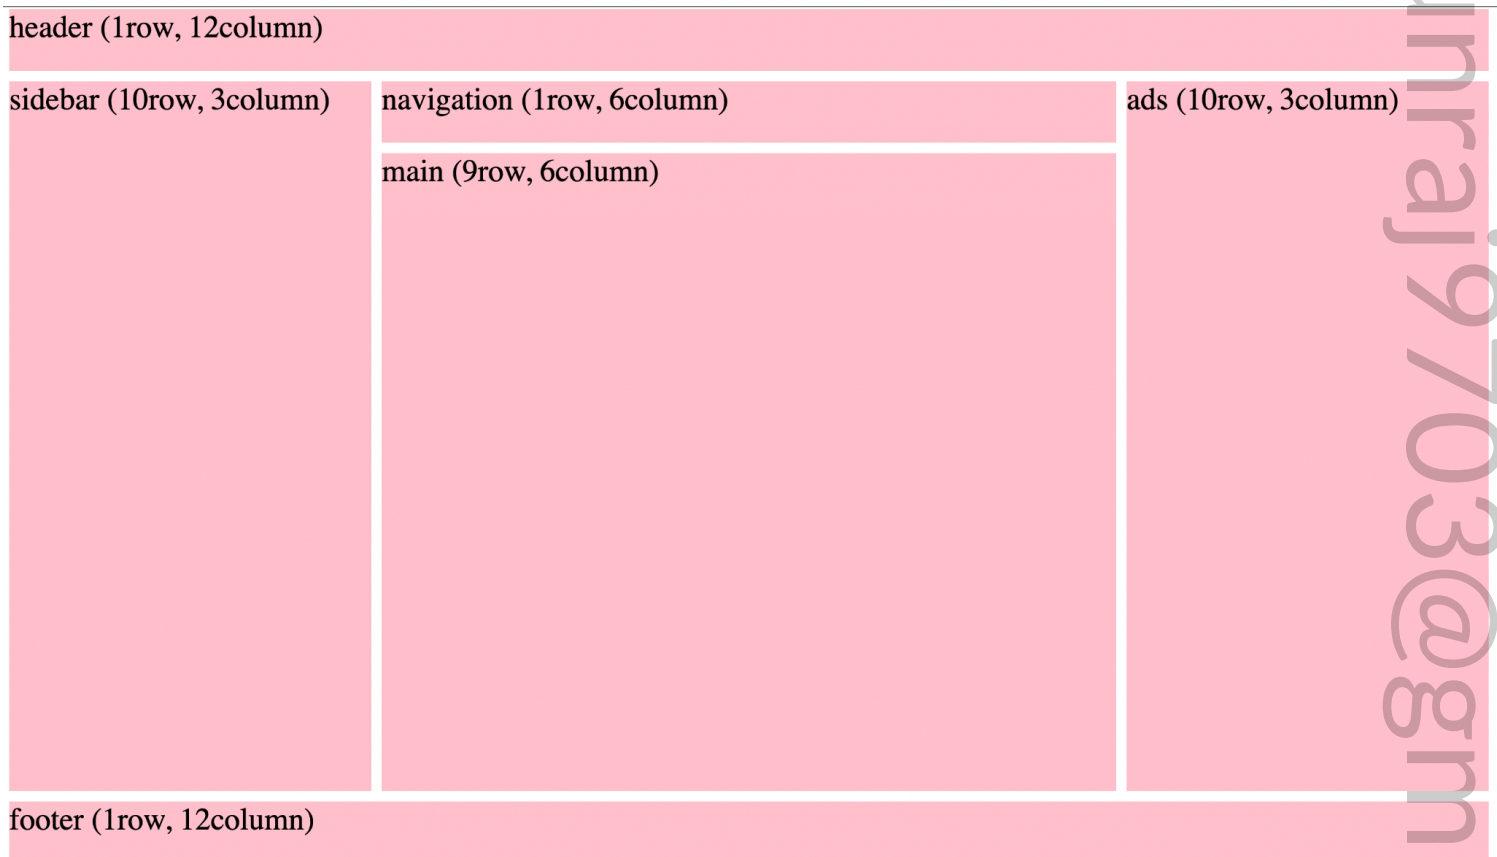 header (1row, 12column)
sidebar (10row, 3column)
navigation (1row, 6column)
ads (10row, 3column)
main (9row, 6column)
footer (1row, 12column)